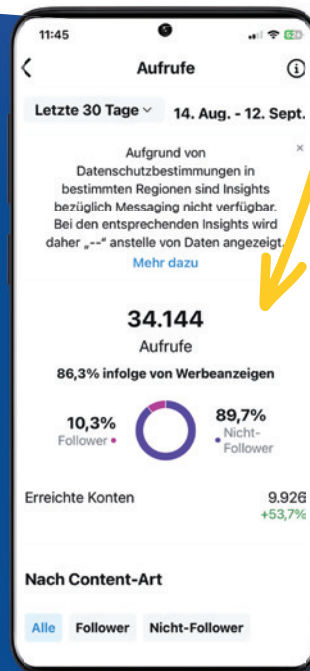 11:45
Aufrufe
Letzte 30 Tage
14. Aug. - 12. Sept.
Aufgrund von
Datenschutzbestimmungen in
bestimmten Regionen sind Insights
bezüglich Messaging nicht verfügbar.
Bei den entsprechenden Insights wird
daher „--" anstelle von Daten angezeigt.
Mehr dazu
34.144
Aufrufe
86,3% infolge von Werbeanzeigen
10,3%
Follower
89,7%
Nicht-
Follower
Erreichte Konten
9.926
+53,7%
Nach Content-Art
Alle Follower Nicht-Follower